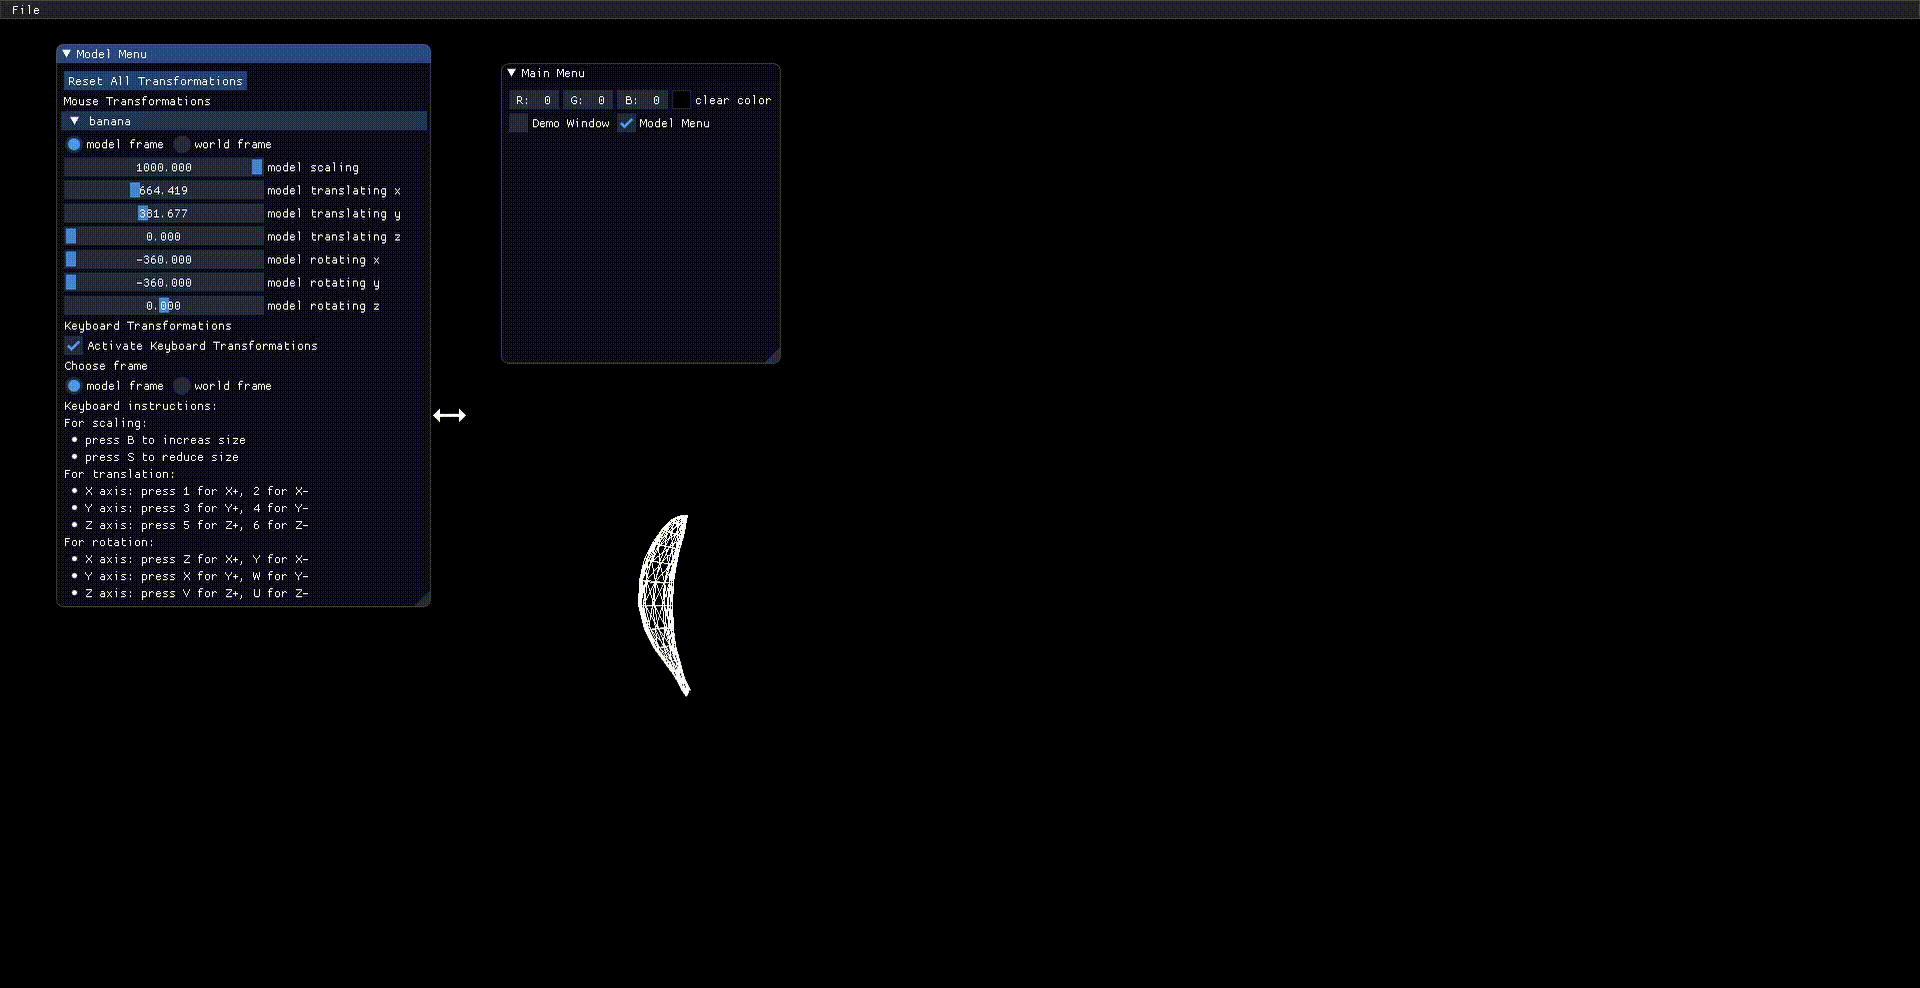 File
Model Menu
Reset All Transformations
Mouse Transformations
banana
model frame world frame
1000.000 model scaling
664.419 model translating x
381.677 model translating y
0.000 model translating z
-360.000 model rotating x
-360.000 model rotating y
0.000 model rotating z
Keyboard Transformations
Activate Keyboard Transformations
Choose frame
model frame world frame
Keyboard instructions:
For scaling:
press B to increas size
press S to reduce size
For translation:
X axis: press 1 for X+, 2 for X-
Y axis: press 3 for Y+, 4 for Y-
Z axis: press 5 for Z+, 6 for Z-
For rotation:
X axis: press Z for X+, Y for X-
Y axis: press X for Y+, W for Y-
Z axis: press V for Z+, U for Z-
Main Menu
R: 0 G: 0 B: 0 clear color
Demo Window Model Menu